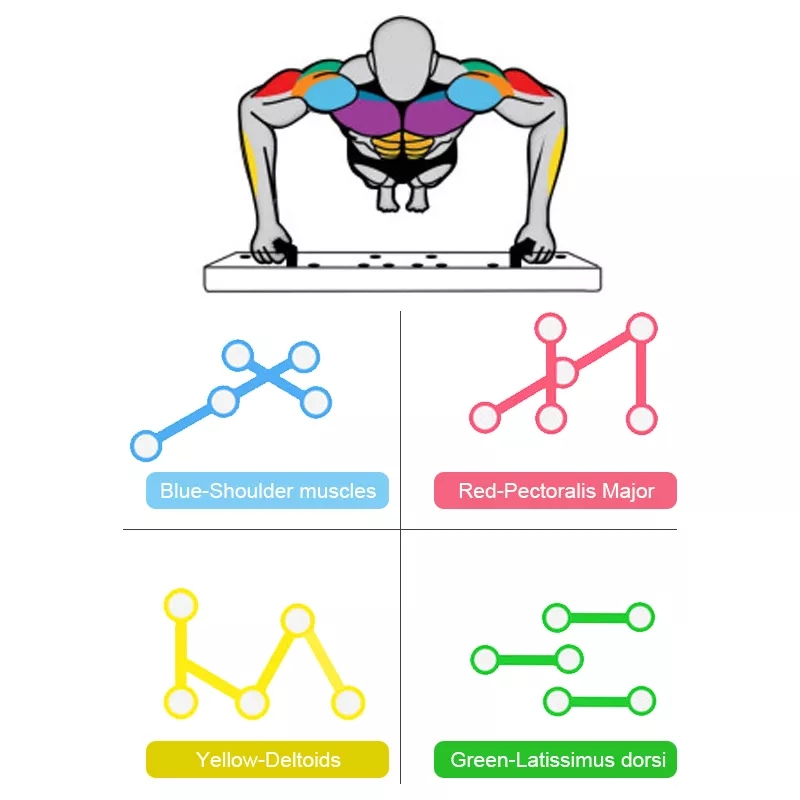 Blue-Shoulder muscles
Red-Pectoralis Major
Yellow-Deltoids
Green-Latissimus dorsi